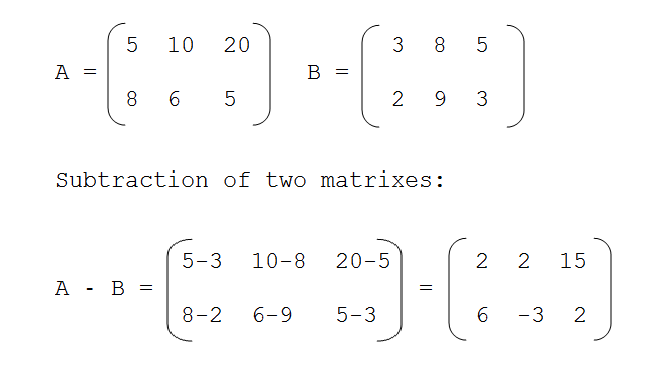 5 10 20 3 8 5
A = B =
8 6 5 2 9 3
Subtraction of two matrixes:
5-3 10-8 20-5 2 2 15
A - B = =
8-2 6-9 5-3 6 -3 2